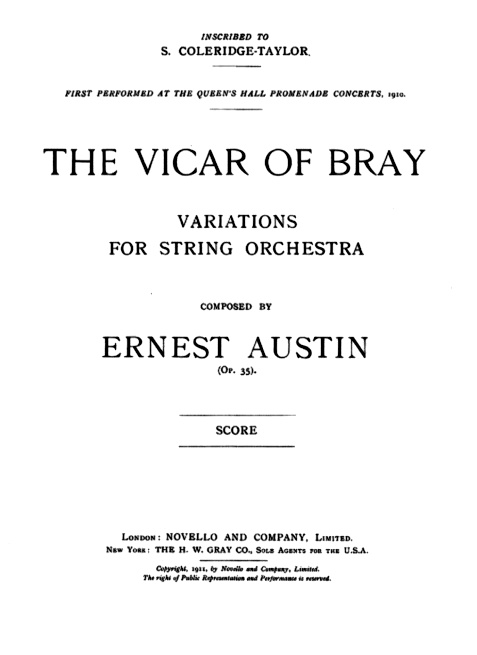 INSCRIBED TO
S. COLERIDGE-TAYLOR.
FIRST PERFORMED AT THE QUEEN'S HALL PROMENADE CONCERTS, 1910.
THE VICAR OF BRAY
VARIATIONS
FOR STRING ORCHESTRA
COMPOSED BY
ERNEST AUSTIN
(OP. 35).
SCORE
LONDON: NOVELLO AND COMPANY, LIMITED.
NEW YORK: THE H. W. GRAY CO., SOLE AGENTS FOR THE U.S.A.
Copyright, 1911, by Novello and Company, Limited.
The right of Public Representation and Performance is reserved.